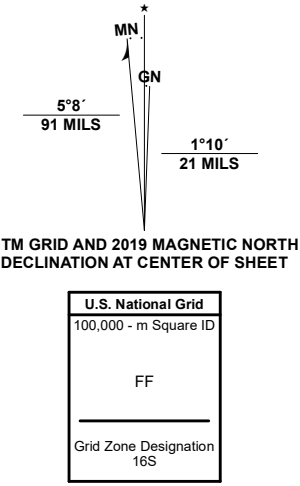 ★
MN
GN
5°8´
91 MILS
1°10´
21 MILS
TM GRID AND 2019 MAGNETIC NORTH
DECLINATION AT CENTER OF SHEET
U.S. National Grid
100,000 - m Square ID
FF
Grid Zone Designation
16S